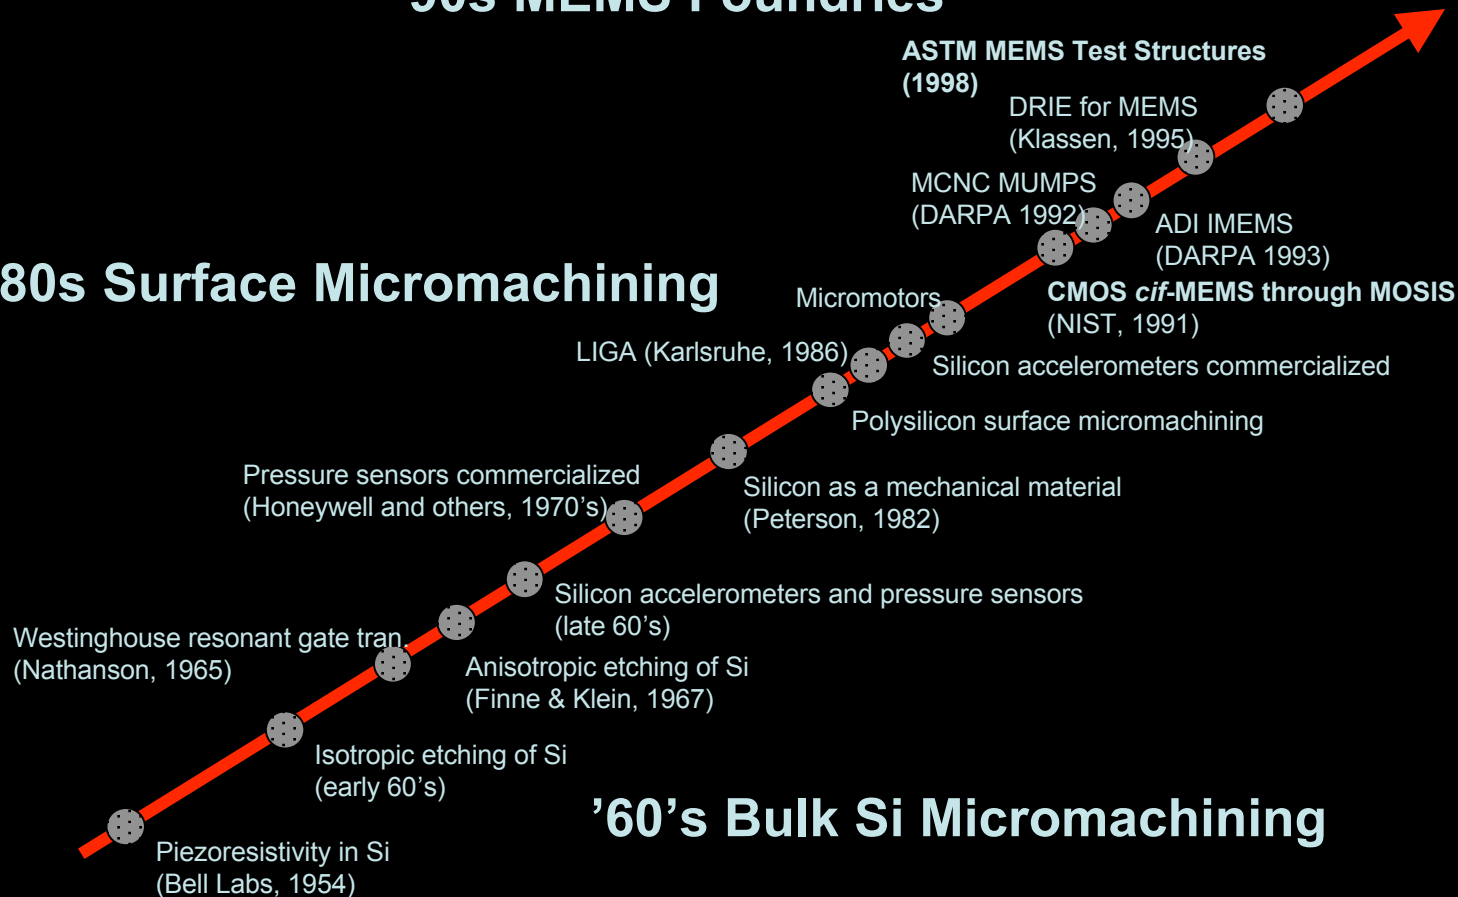 90s MEMS Foundries
ASTM MEMS Test Structures
(1998)
DRIE for MEMS
(Klassen, 1995)
MCNC MUMPS
(DARPA 1992)
ADI IMEMS
(DARPA 1993)
80s Surface Micromachining
Micromotors
CMOS cif-MEMS through MOSIS
(NIST, 1991)
LIGA (Karlsruhe, 1986)
Silicon accelerometers commercialized
Polysilicon surface micromachining
Pressure sensors commercialized
(Honeywell and others, 1970’s)
Silicon as a mechanical material
(Peterson, 1982)
Silicon accelerometers and pressure sensors
(late 60’s)
Westinghouse resonant gate tran.
(Nathanson, 1965)
Anisotropic etching of Si
(Finne & Klein, 1967)
Isotropic etching of Si
(early 60’s)
’60’s Bulk Si Micromachining
Piezoresistivity in Si
(Bell Labs, 1954)